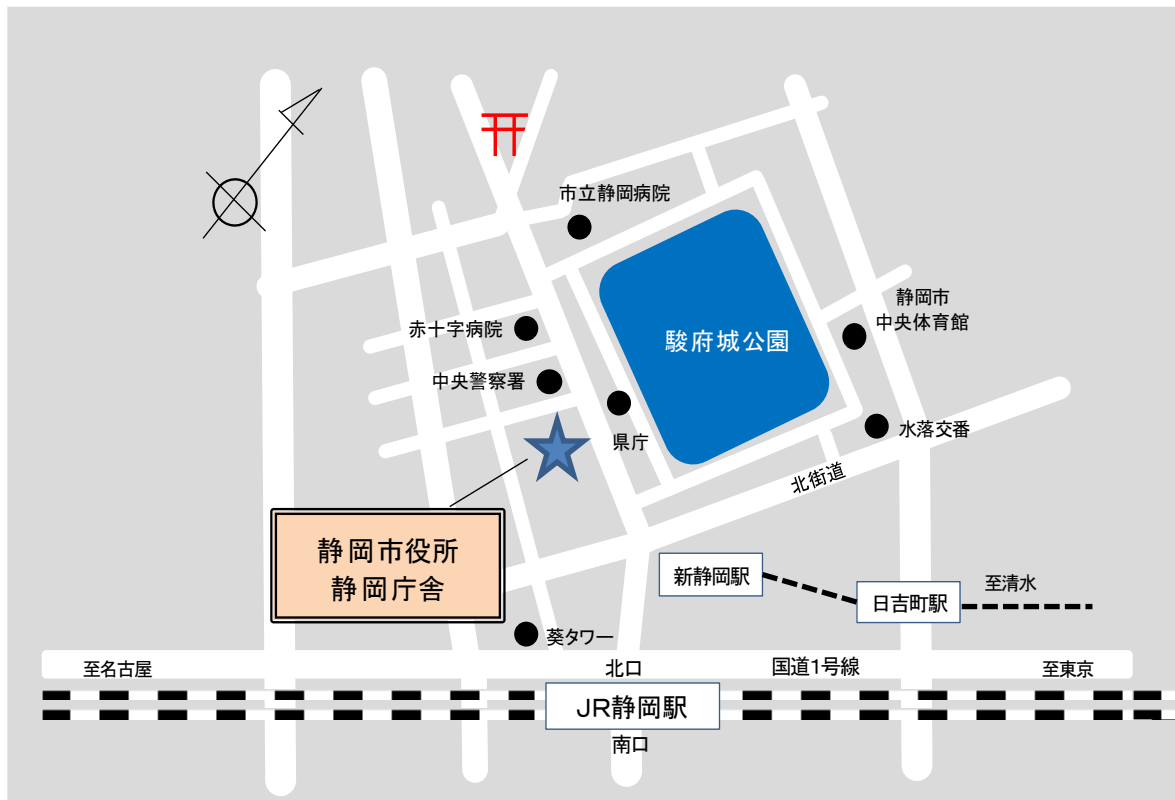 市立静岡病院
静岡市
中央体育館
赤十字病院
駿府城公園
中央警察署
県庁
水落交番
北街道
静岡市役所
静岡庁舎
新静岡駅
日吉町駅
至清水
葵タワー
至名古屋
北口
国道1号線
至東京
JR静岡駅
南口